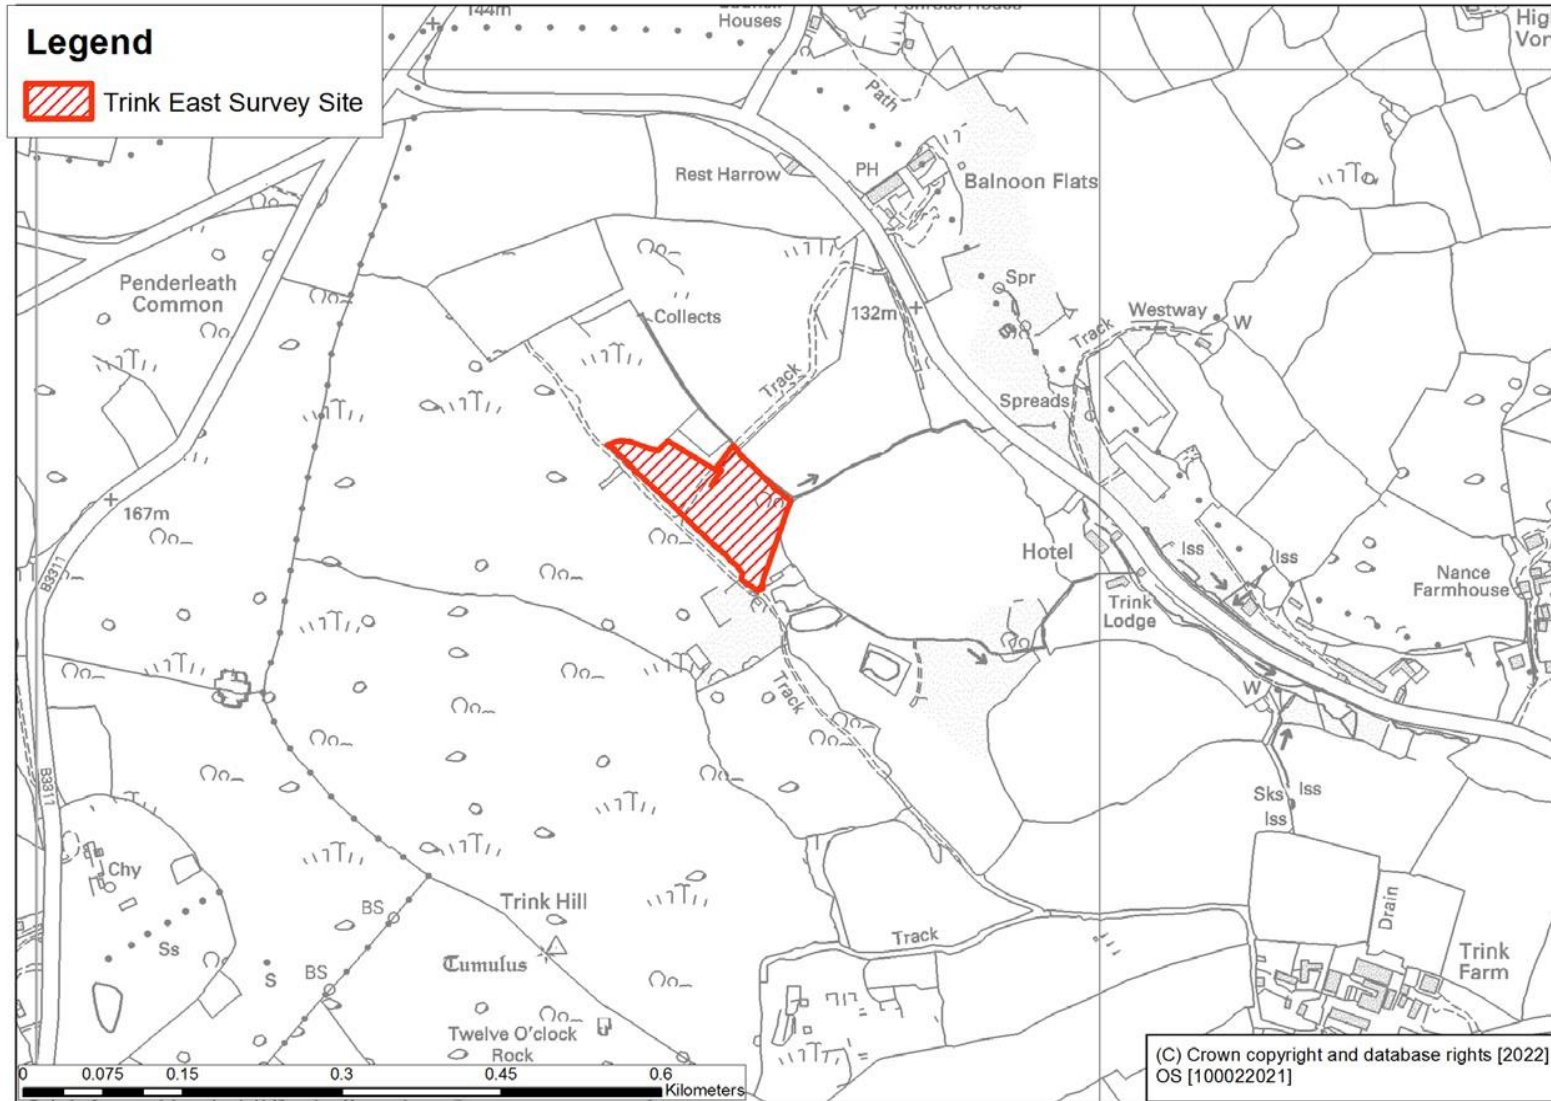 144m
Houses
Legend
Trink East Survey Site
Path
Rest Harrow
PH
Balnoon Flats
Penderleath
Common
Spr
Collects
132m
Westway
W
Track
Track
Spreads
167m
B3311
Hotel
Iss
Iss
Nance
Farmhouse
Trink
Lodge
W
Track
B3311
Sks
Iss
Iss
Chy
Trink Hill
BS
Drain
Ss
Track
Tumulus
Trink
Farm
S
BS
Twelve O'clock
Rock
(C) Crown copyright and database rights [2022]
OS [100022021]
0 0.075 0.15 0.3 0.45 0.6
Kilometers